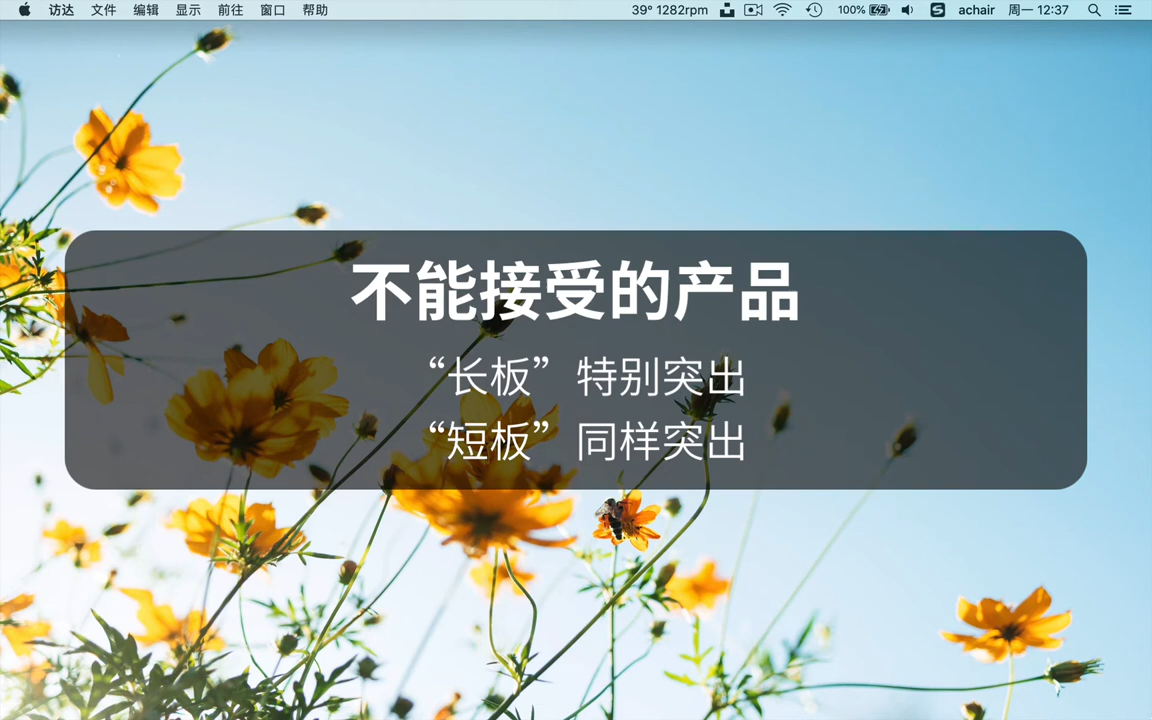 访达 文件 编辑 显示 前往 窗口 帮助 39° 1282rpm 100% achair 周一 12:37
不能接受的产品
“长板”特别突出
“短板”同样突出